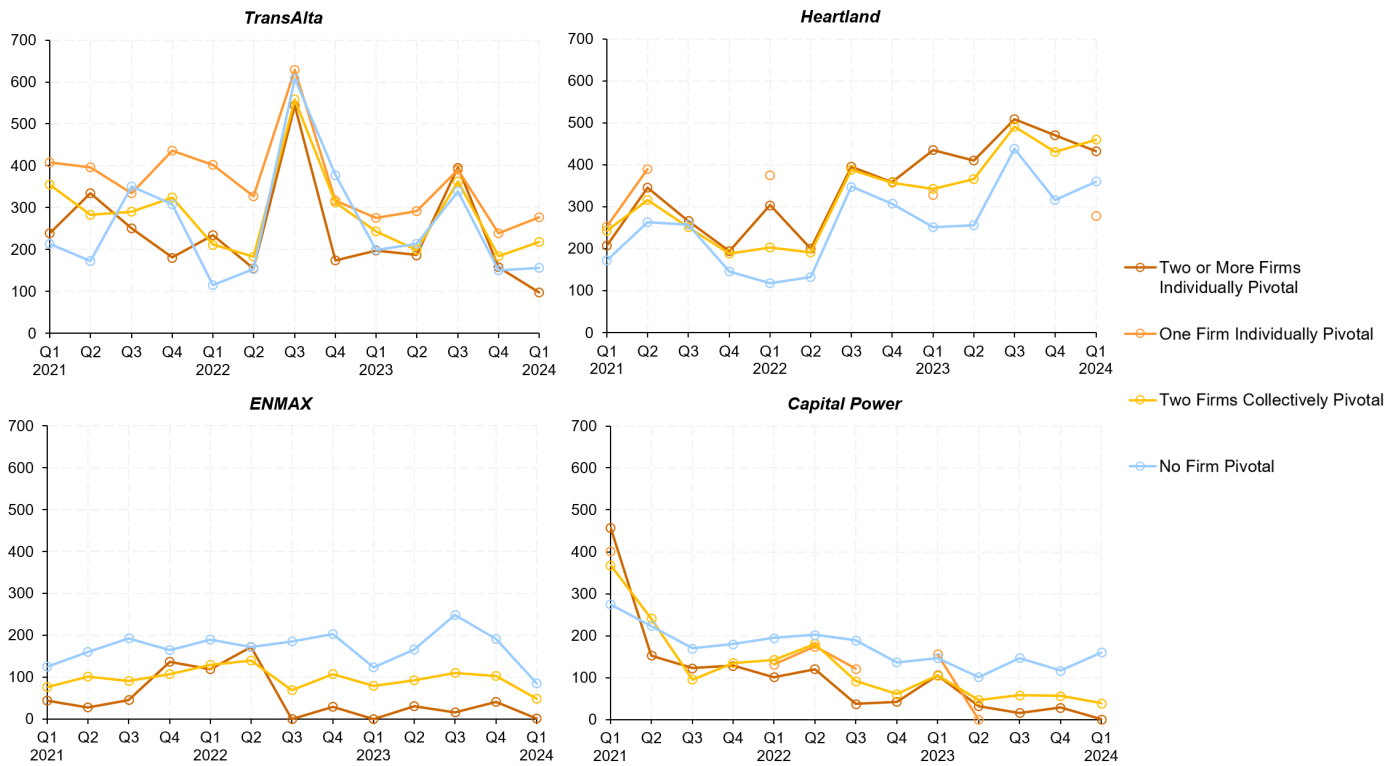 TransAlta
700
600
500
400
300
200
100
0
Q1 Q2 Q3 Q4 Q1 Q2 Q3 Q4 Q1 Q2 Q3 Q4 Q1
2021 2022 2023 2024
Heartland
700
600
500
400
300
200
100
0
Q1 Q2 Q3 Q4 Q1 Q2 Q3 Q4 Q1 Q2 Q3 Q4 Q1
2021 2022 2023 2024
ENMAX
700
600
500
400
300
200
100
0
Q1 Q2 Q3 Q4 Q1 Q2 Q3 Q4 Q1 Q2 Q3 Q4 Q1
2021 2022 2023 2024
Capital Power
700
600
500
400
300
200
100
0
Q1 Q2 Q3 Q4 Q1 Q2 Q3 Q4 Q1 Q2 Q3 Q4 Q1
2021 2022 2023 2024
Two or More Firms
Individually Pivotal
One Firm Individually Pivotal
Two Firms Collectively Pivotal
No Firm Pivotal